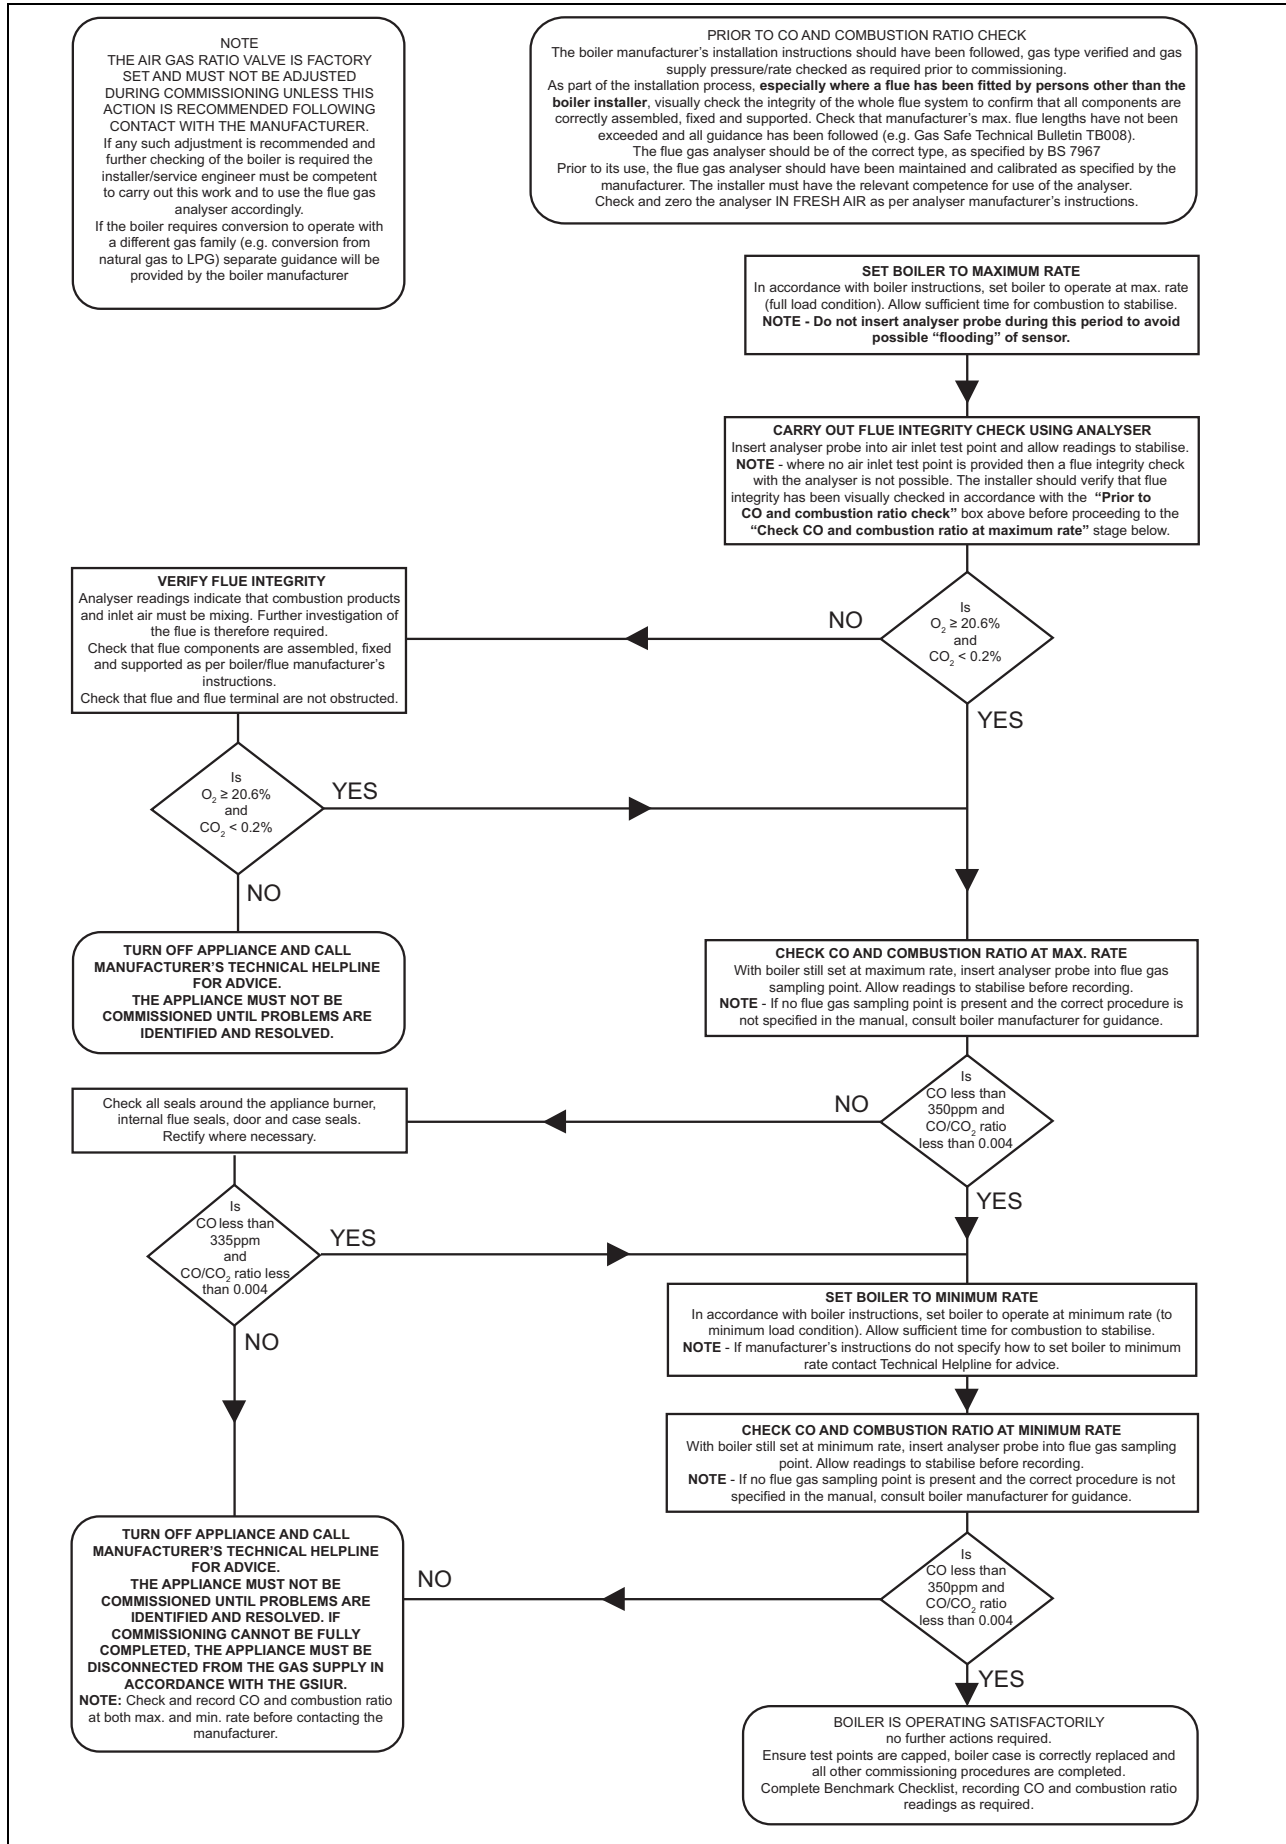 NOTE
THE AIR GAS RATIO VALVE IS FACTORY
SET AND MUST NOT BE ADJUSTED
DURING COMMISSIONING UNLESS THIS
ACTION IS RECOMMENDED FOLLOWING
CONTACT WITH THE MANUFACTURER.
If any such adjustment is recommended and
further checking of the boiler is required the
installer/service engineer must be competent
to carry out this work and to use the flue gas
analyser accordingly.
If the boiler requires conversion to operate with
a different gas family (e.g. conversion from
natural gas to LPG) separate guidance will be
provided by the boiler manufacturer
PRIOR TO CO AND COMBUSTION RATIO CHECK
The boiler manufacturer's installation instructions should have been followed, gas type verified and gas
supply pressure/rate checked as required prior to commissioning.
As part of the installation process, especially where a flue has been fitted by persons other than the
boiler installer, visually check the integrity of the whole flue system to confirm that all components are
correctly assembled, fixed and supported. Check that manufacturer's max. flue lengths have not been
exceeded and all guidance has been followed (e.g. Gas Safe Technical Bulletin TB008).
The flue gas analyser should be of the correct type, as specified by BS 7967
Prior to its use, the flue gas analyser should have been maintained and calibrated as specified by the
manufacturer. The installer must have the relevant competence for use of the analyser.
Check and zero the analyser IN FRESH AIR as per analyser manufacturer's instructions.
SET BOILER TO MAXIMUM RATE
In accordance with boiler instructions, set boiler to operate at max. rate
(full load condition). Allow sufficient time for combustion to stabilise.
NOTE - Do not insert analyser probe during this period to avoid
possible “flooding” of sensor.
CARRY OUT FLUE INTEGRITY CHECK USING ANALYSER
Insert analyser probe into air inlet test point and allow readings to stabilise.
NOTE - where no air inlet test point is provided then a flue integrity check
with the analyser is not possible. The installer should verify that flue
integrity has been visually checked in accordance with the “Prior to
CO and combustion ratio check” box above before proceeding to the
“Check CO and combustion ratio at maximum rate” stage below.
Is
O₂ ≥ 20.6%
and
CO₂ < 0.2%
NO
YES
VERIFY FLUE INTEGRITY
Analyser readings indicate that combustion products
and inlet air must be mixing. Further investigation of
the flue is therefore required.
Check that flue components are assembled, fixed
and supported as per boiler/flue manufacturer's
instructions.
Check that flue and flue terminal are not obstructed.
Is
O₂ ≥ 20.6%
and
CO₂ < 0.2%
YES
NO
TURN OFF APPLIANCE AND CALL
MANUFACTURER'S TECHNICAL HELPLINE
FOR ADVICE.
THE APPLIANCE MUST NOT BE
COMMISSIONED UNTIL PROBLEMS ARE
IDENTIFIED AND RESOLVED.
CHECK CO AND COMBUSTION RATIO AT MAX. RATE
With boiler still set at maximum rate, insert analyser probe into flue gas
sampling point. Allow readings to stabilise before recording.
NOTE - If no flue gas sampling point is present and the correct procedure is
not specified in the manual, consult boiler manufacturer for guidance.
Is
CO less than
350ppm and
CO/CO₂ ratio
less than 0.004
NO
YES
Check all seals around the appliance burner,
internal flue seals, door and case seals.
Rectify where necessary.
Is
CO less than
335ppm
and
CO/CO₂ ratio less
than 0.004
YES
NO
SET BOILER TO MINIMUM RATE
In accordance with boiler instructions, set boiler to operate at minimum rate (to
minimum load condition). Allow sufficient time for combustion to stabilise.
NOTE - If manufacturer's instructions do not specify how to set boiler to minimum
rate contact Technical Helpline for advice.
CHECK CO AND COMBUSTION RATIO AT MINIMUM RATE
With boiler still set at minimum rate, insert analyser probe into flue gas sampling
point. Allow readings to stabilise before recording.
NOTE - If no flue gas sampling point is present and the correct procedure is not
specified in the manual, consult boiler manufacturer for guidance.
Is
CO less than
350ppm and
CO/CO₂ ratio
less than 0.004
NO
YES
TURN OFF APPLIANCE AND CALL
MANUFACTURER'S TECHNICAL HELPLINE
FOR ADVICE.
THE APPLIANCE MUST NOT BE
COMMISSIONED UNTIL PROBLEMS ARE
IDENTIFIED AND RESOLVED. IF
COMMISSIONING CANNOT BE FULLY
COMPLETED, THE APPLIANCE MUST BE
DISCONNECTED FROM THE GAS SUPPLY IN
ACCORDANCE WITH THE GSIUR.
NOTE: Check and record CO and combustion ratio
at both max. and min. rate before contacting the
manufacturer.
BOILER IS OPERATING SATISFACTORILY
no further actions required.
Ensure test points are capped, boiler case is correctly replaced and
all other commissioning procedures are completed.
Complete Benchmark Checklist, recording CO and combustion ratio
readings as required.